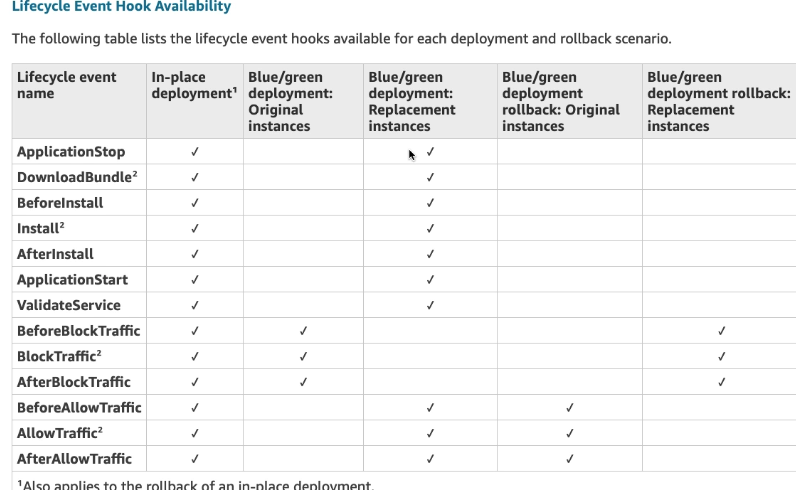 Lifecycle Event Hook Availability
The following table lists the lifecycle event hooks available for each deployment and rollback scenario.
Lifecycle event name In-place deployment¹ Blue/green deployment: Original instances Blue/green deployment: Replacement instances Blue/green deployment rollback: Original instances Blue/green deployment rollback: Replacement instances
ApplicationStop ✓ ✓
DownloadBundle² ✓ ✓
BeforeInstall ✓ ✓
Install² ✓ ✓
AfterInstall ✓ ✓
ApplicationStart ✓ ✓
ValidateService ✓ ✓
BeforeBlockTraffic ✓ ✓ ✓
BlockTraffic² ✓ ✓ ✓
AfterBlockTraffic ✓ ✓ ✓
BeforeAllowTraffic ✓ ✓ ✓
AllowTraffic² ✓ ✓ ✓
AfterAllowTraffic ✓ ✓ ✓
¹Also applies to the rollback of an in-place deployment.